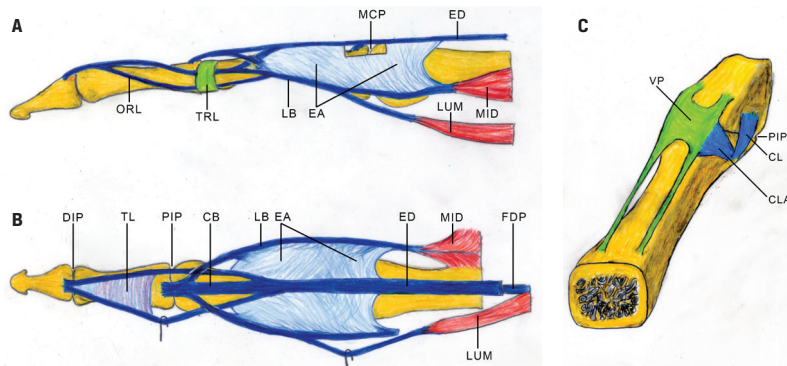 A
MCP
ED
ORL
TRL
LB
EA
MID
LUM
B
DIP
TL
PIP
CB
LB
EA
ED
MID
FDP
LUM
C
VP
PIP
CL
CLA